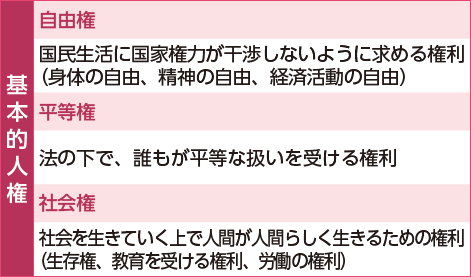 基本的人権
自由権
国民生活に国家権力が干渉しないように求める権利
（身体の自由、精神の自由、経済活動の自由）
平等権
法の下で、誰もが平等な扱いを受ける権利
社会権
社会を生きていく上で人間が人間らしく生きるための権利
（生存権、教育を受ける権利、労働の権利）